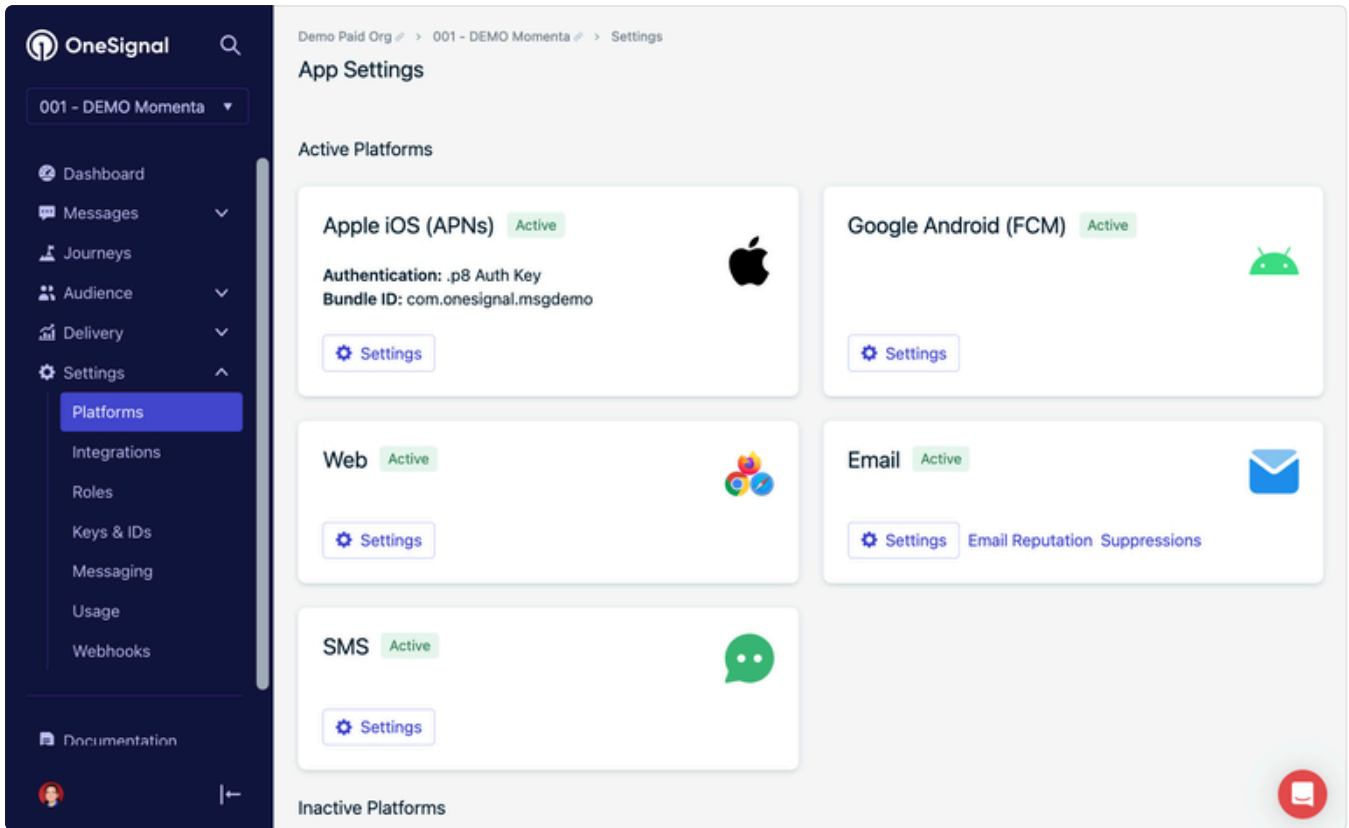 OneSignal
001 - DEMO Momenta
Dashboard
Messages
Journeys
Audience
Delivery
Settings
Platforms
Integrations
Roles
Keys & IDs
Messaging
Usage
Webhooks
Documentation
Demo Paid Org > 001 - DEMO Momenta > Settings
App Settings
Active Platforms
Apple iOS (APNs) Active
Authentication: .p8 Auth Key
Bundle ID: com.onesignal.msgdemo
Settings
Google Android (FCM) Active
Settings
Web Active
Settings
Email Active
Settings Email Reputation Suppressions
SMS Active
Settings
Inactive Platforms